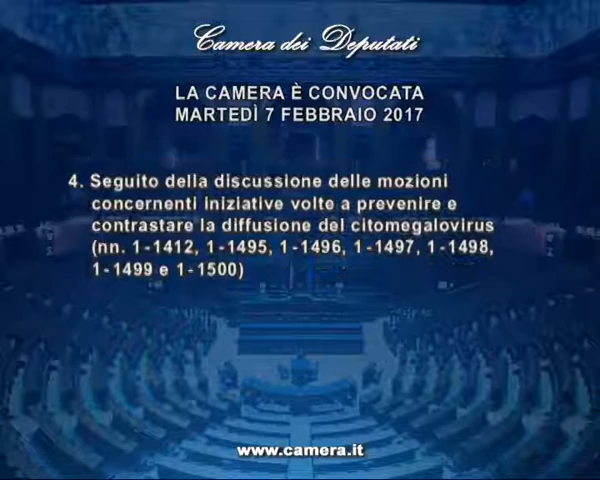 Camera dei Deputati
LA CAMERA È CONVOCATA
MARTEDÌ 7 FEBBRAIO 2017
4. Seguito della discussione delle mozioni
concernenti iniziative volte a prevenire e
contrastare la diffusione del citomegalovirus
(nn. 1-1412, 1-1495, 1-1496, 1-1497, 1-1498,
1-1499 e 1-1500)
www.camera.it